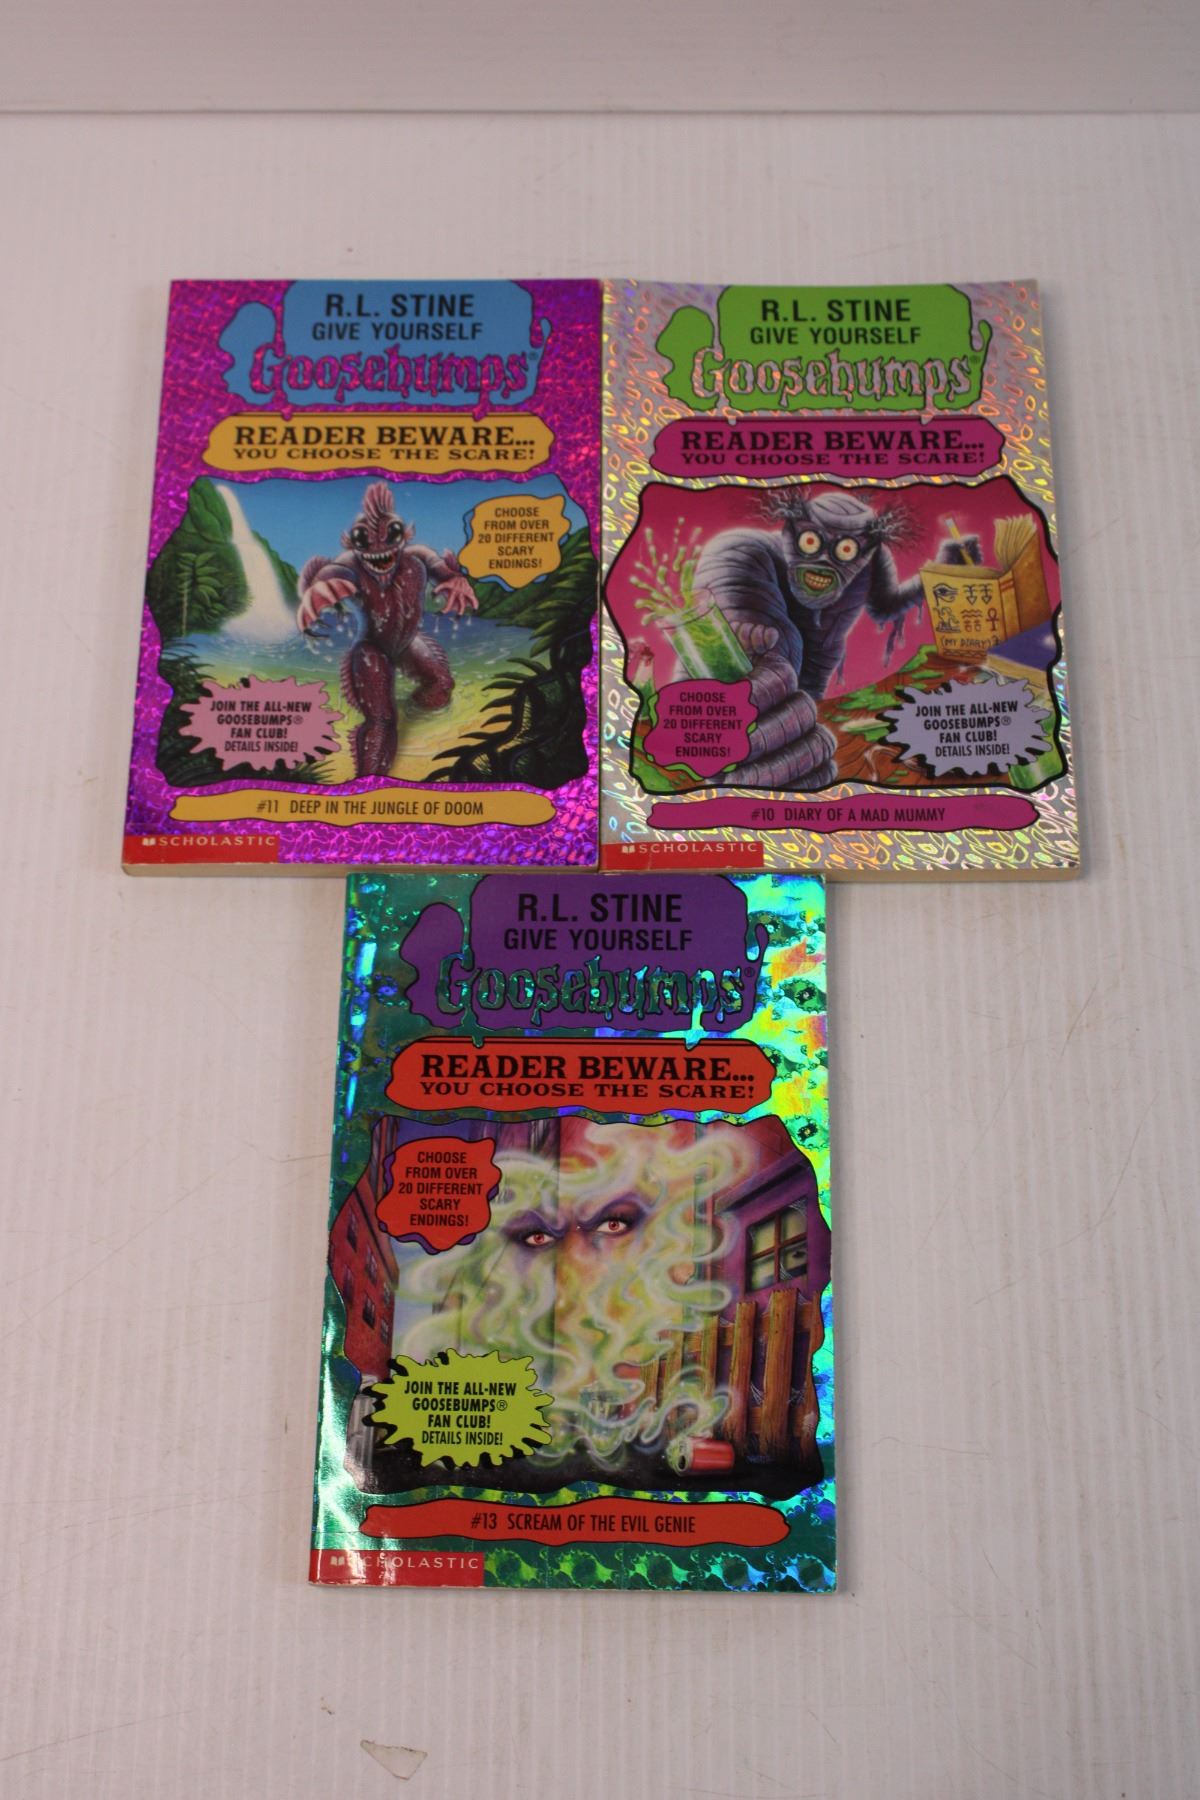 R.L. STINE
GIVE YOURSELF
Goosebumps®
READER BEWARE...
YOU CHOOSE THE SCARE!
CHOOSE
FROM OVER
20 DIFFERENT
SCARY
ENDINGS!
JOIN THE ALL-NEW
GOOSEBUMPS®
FAN CLUB!
DETAILS INSIDE!
#11 DEEP IN THE JUNGLE OF DOOM
SCHOLASTIC
R.L. STINE
GIVE YOURSELF
Goosebumps®
READER BEWARE...
YOU CHOOSE THE SCARE!
(MY DIARY)
CHOOSE
FROM OVER
20 DIFFERENT
SCARY
ENDINGS!
JOIN THE ALL-NEW
GOOSEBUMPS®
FAN CLUB!
DETAILS INSIDE!
#10 DIARY OF A MAD MUMMY
SCHOLASTIC
R.L. STINE
GIVE YOURSELF
Goosebumps®
READER BEWARE...
YOU CHOOSE THE SCARE!
CHOOSE
FROM OVER
20 DIFFERENT
SCARY
ENDINGS!
JOIN THE ALL-NEW
GOOSEBUMPS®
FAN CLUB!
DETAILS INSIDE!
#13 SCREAM OF THE EVIL GENIE
SCHOLASTIC